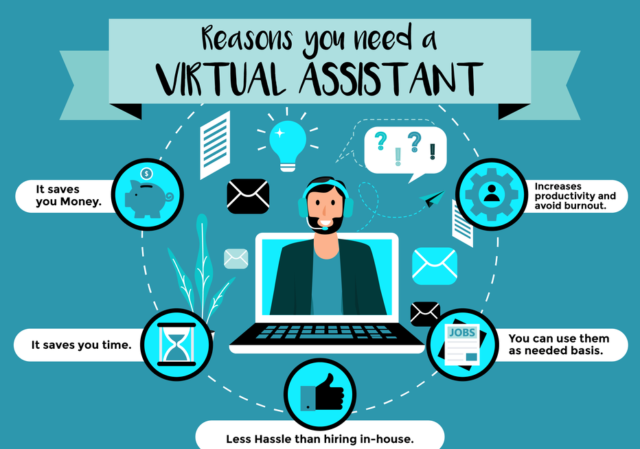 Reasons you need a
VIRTUAL ASSISTANT
? ! ? !
$
It saves
you Money.
Increases
productivity and
avoid burnout.
It saves you time.
JOBS
You can use them
as needed basis.
Less Hassle than hiring in-house.